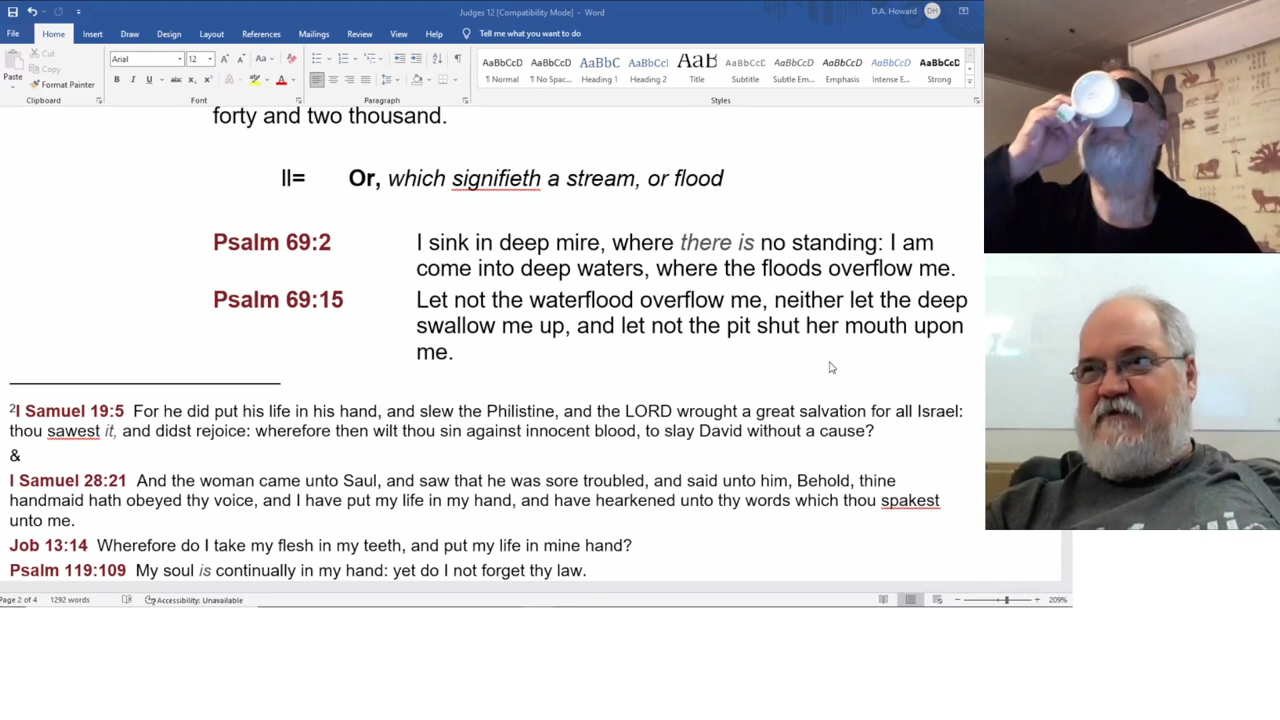 Judges 12 [Compatibility Mode] - Word
D.A. Howard
DH
File Home Insert Draw Design Layout References Mailings Review View Help Tell me what you want to do
Paste
Cut
Copy
Format Painter
Clipboard
Arial 12
Font
Paragraph
AaBbCcD AaBbCcD AaBbC AaBbCcI AaB AaBbCcD AaBbCcD AaBbCcD AaBbCcD AaBbCcD
¶ Normal ¶ No Spac... Heading 1 Heading 2 Title Subtitle Subtle Em... Emphasis Intense E... Strong
Styles
forty and two thousand.
ǁ= Or, which signifieth a stream, or flood
Psalm 69:2 I sink in deep mire, where there is no standing: I am
come into deep waters, where the floods overflow me.
Psalm 69:15 Let not the waterflood overflow me, neither let the deep
swallow me up, and let not the pit shut her mouth upon
me.
²I Samuel 19:5 For he did put his life in his hand, and slew the Philistine, and the LORD wrought a great salvation for all Israel:
thou sawest it, and didst rejoice: wherefore then wilt thou sin against innocent blood, to slay David without a cause?
&
I Samuel 28:21 And the woman came unto Saul, and saw that he was sore troubled, and said unto him, Behold, thine
handmaid hath obeyed thy voice, and I have put my life in my hand, and have hearkened unto thy words which thou spakest
unto me.
Job 13:14 Wherefore do I take my flesh in my teeth, and put my life in mine hand?
Psalm 119:109 My soul is continually in my hand: yet do I not forget thy law.
Page 2 of 4 1292 words Accessibility: Unavailable 209%